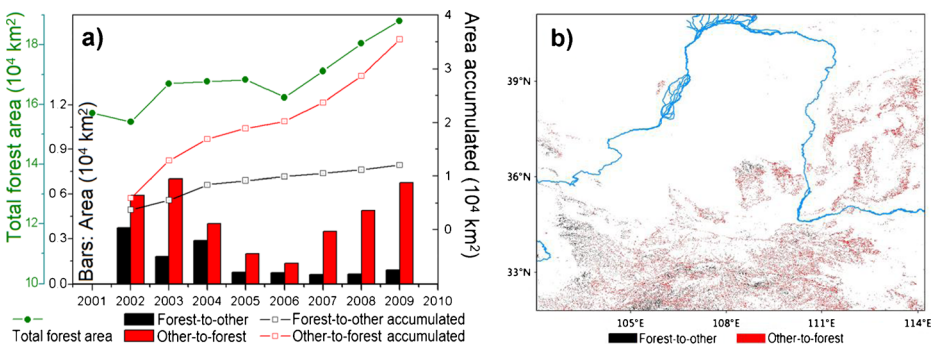 a)
Total forest area (10⁴ km²)
18
16
14
12
10
Bars: Area (10⁴ km²)
1.2
0.9
0.6
0.3
0.0
4
3
2
1
0
Area accumulated (10⁴ km²)
2001 2002 2003 2004 2005 2006 2007 2008 2009 2010
Total forest area
Forest-to-other
Forest-to-other accumulated
Other-to-forest
Other-to-forest accumulated
b)
39°N
36°N
33°N
105°E 108°E 111°E 114°E
Forest-to-other Other-to-forest